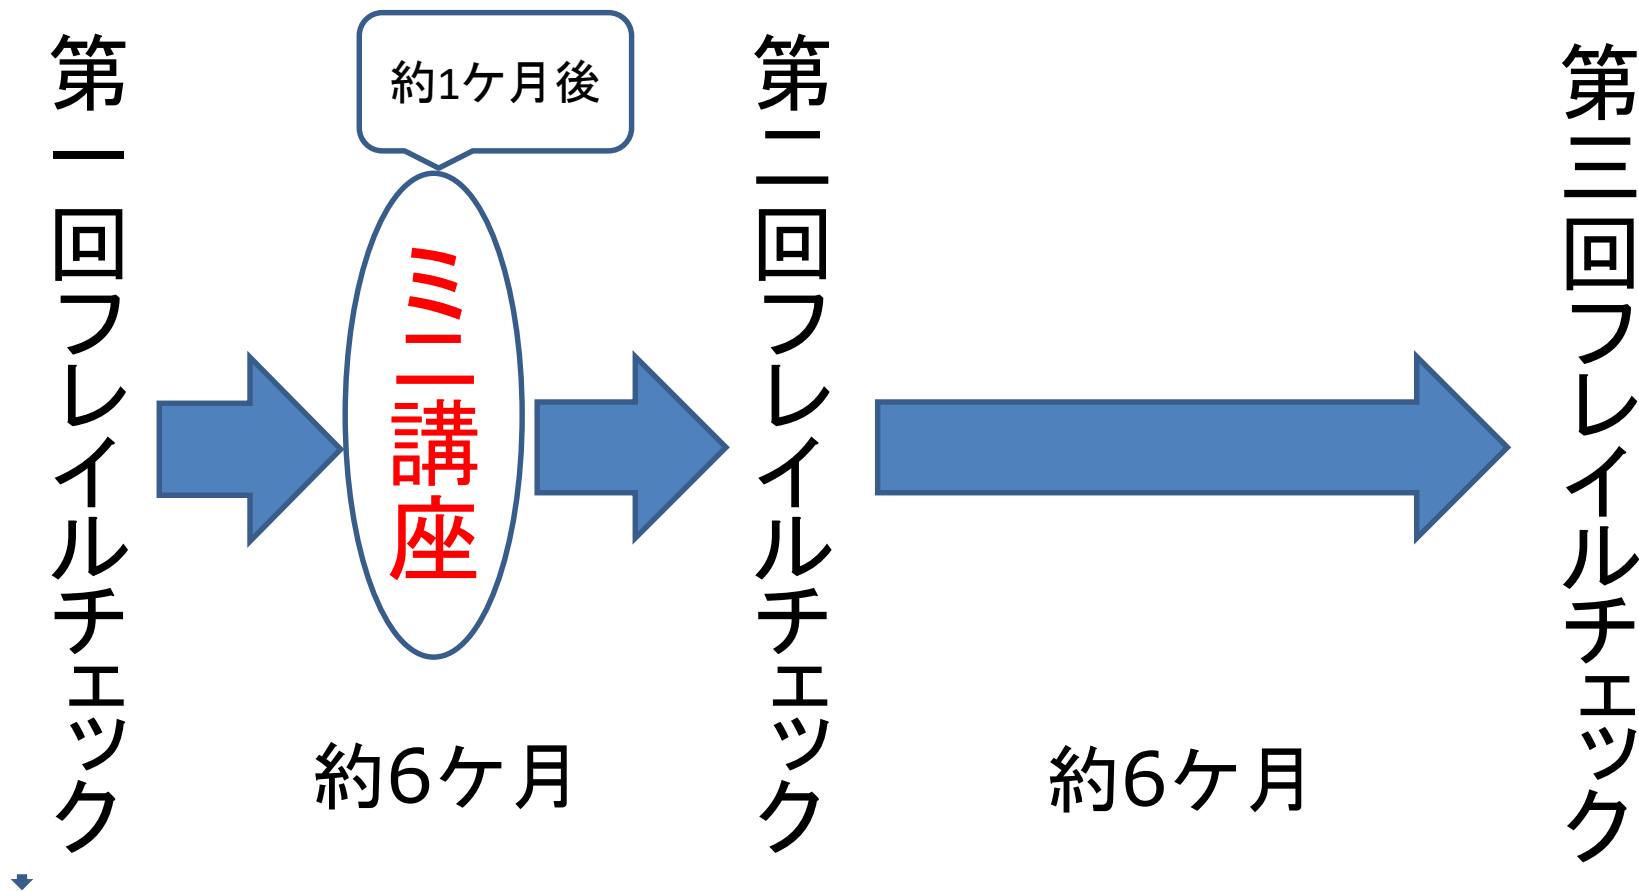 第一回フレイルチェック
約1ケ月後
ミニ講座
約6ケ月
第二回フレイルチェック
約6ケ月
第三回フレイルチェック